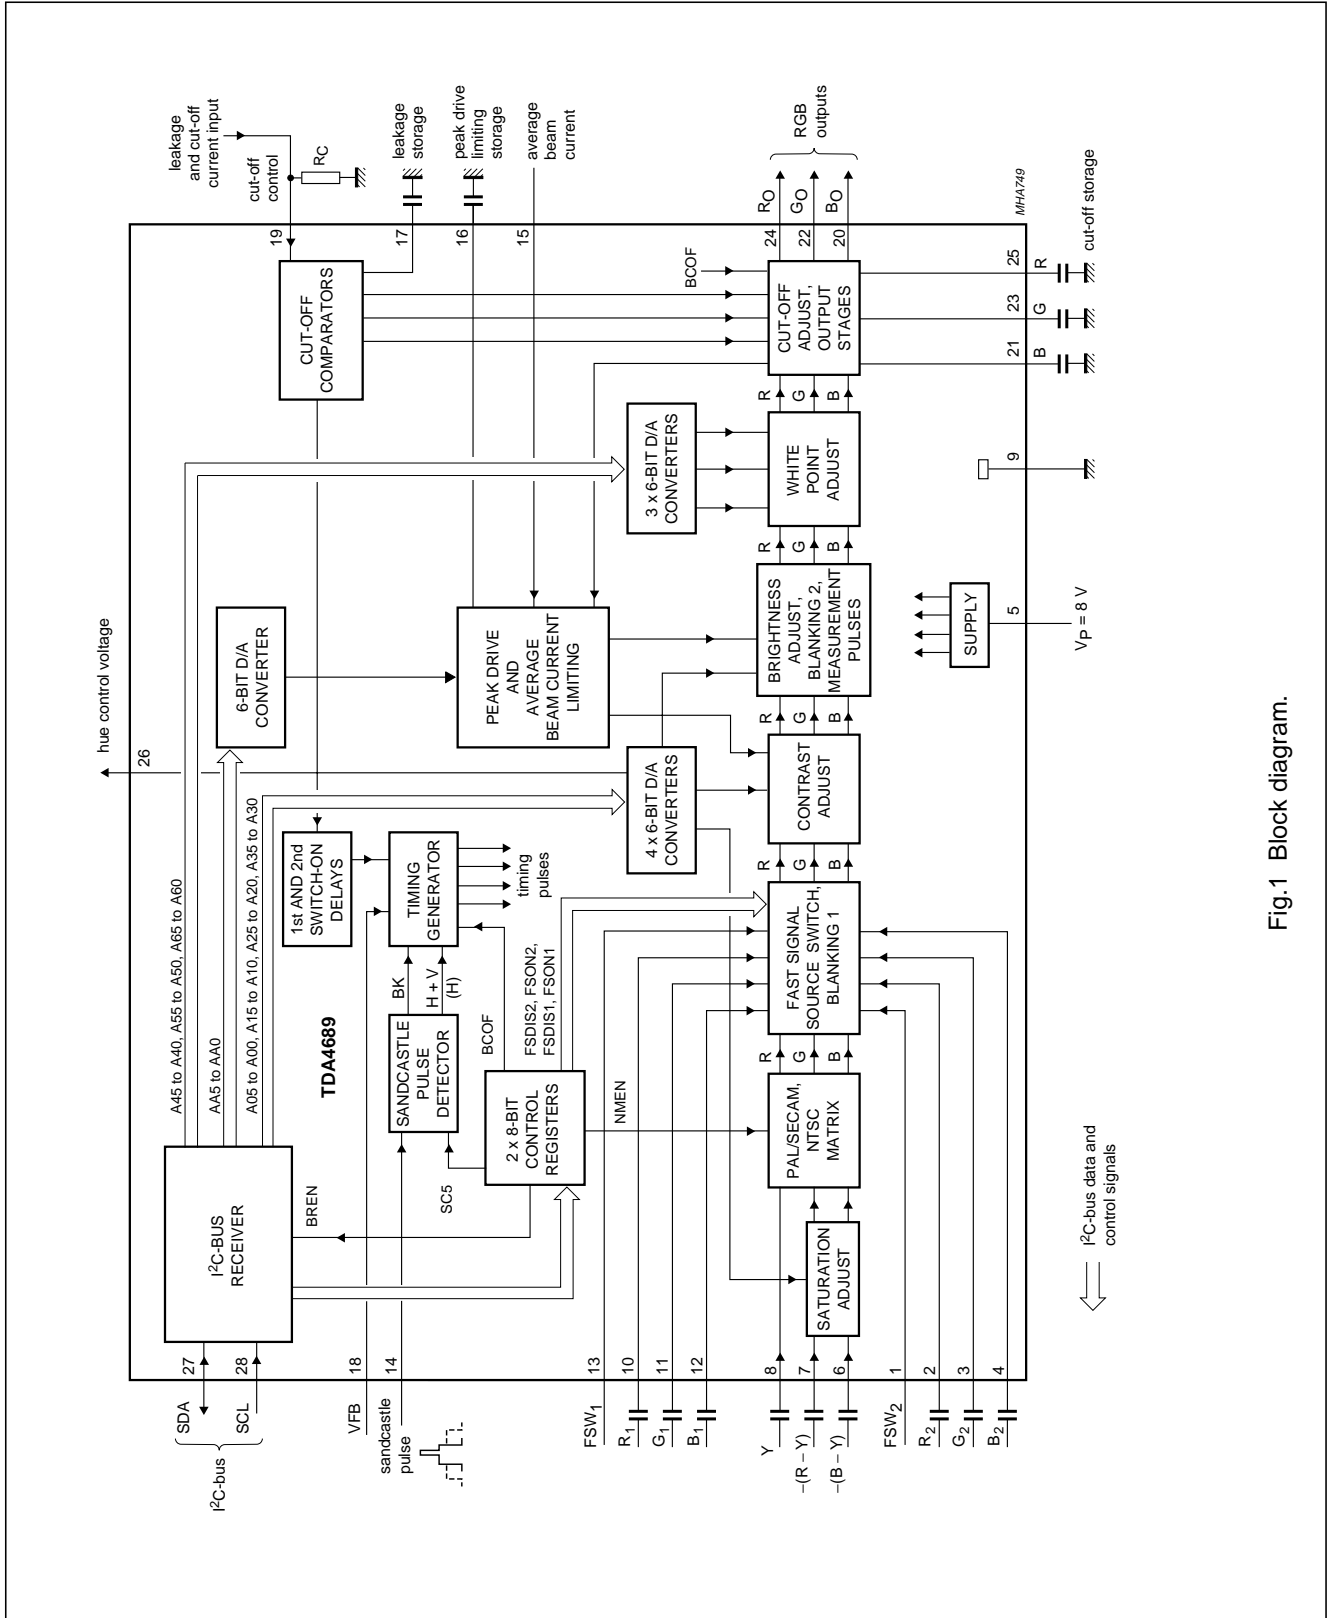 I²C-bus
SDA
SCL
27
28
I²C-BUS
RECEIVER
A45 to A40, A55 to A50, A65 to A60
AA5 to AA0
A05 to A00, A15 to A10, A25 to A20, A35 to A30
hue control voltage
26
6-BIT D/A
CONVERTER
CUT-OFF
COMPARATORS
19
leakage
and cut-off
current input
cut-off
control
RC
17
leakage
storage
16
peak drive
limiting
storage
15
average
beam
current
TDA4689
1st AND 2nd
SWITCH-ON
DELAYS
VFB
18
sandcastle
pulse
14
SANDCASTLE
PULSE
DETECTOR
BK
H + V
(H)
TIMING
GENERATOR
timing
pulses
PEAK DRIVE
AND
AVERAGE
BEAM CURRENT
LIMITING
BREN
SC5
2 x 8-BIT
CONTROL
REGISTERS
BCOF
FSDIS2, FSON2,
FSDIS1, FSON1
NMEN
4 x 6-BIT D/A
CONVERTERS
3 x 6-BIT D/A
CONVERTERS
BCOF
FSW1
13
R1
10
G1
11
B1
12
Y
8
−(R − Y)
7
−(B − Y)
6
SATURATION
ADJUST
PAL/SECAM,
NTSC
MATRIX
R
G
B
FAST SIGNAL
SOURCE SWITCH,
BLANKING 1
R
G
B
CONTRAST
ADJUST
R
G
B
BRIGHTNESS
ADJUST,
BLANKING 2,
MEASUREMENT
PULSES
R
G
B
WHITE
POINT
ADJUST
R
G
B
CUT-OFF
ADJUST,
OUTPUT
STAGES
24
RO
22
GO
20
BO
RGB
outputs
FSW2
1
R2
2
G2
3
B2
4
SUPPLY
5
VP = 8 V
9
21
B
23
G
25
R
cut-off storage
MHA749
I²C-bus data and
control signals
Fig.1 Block diagram.